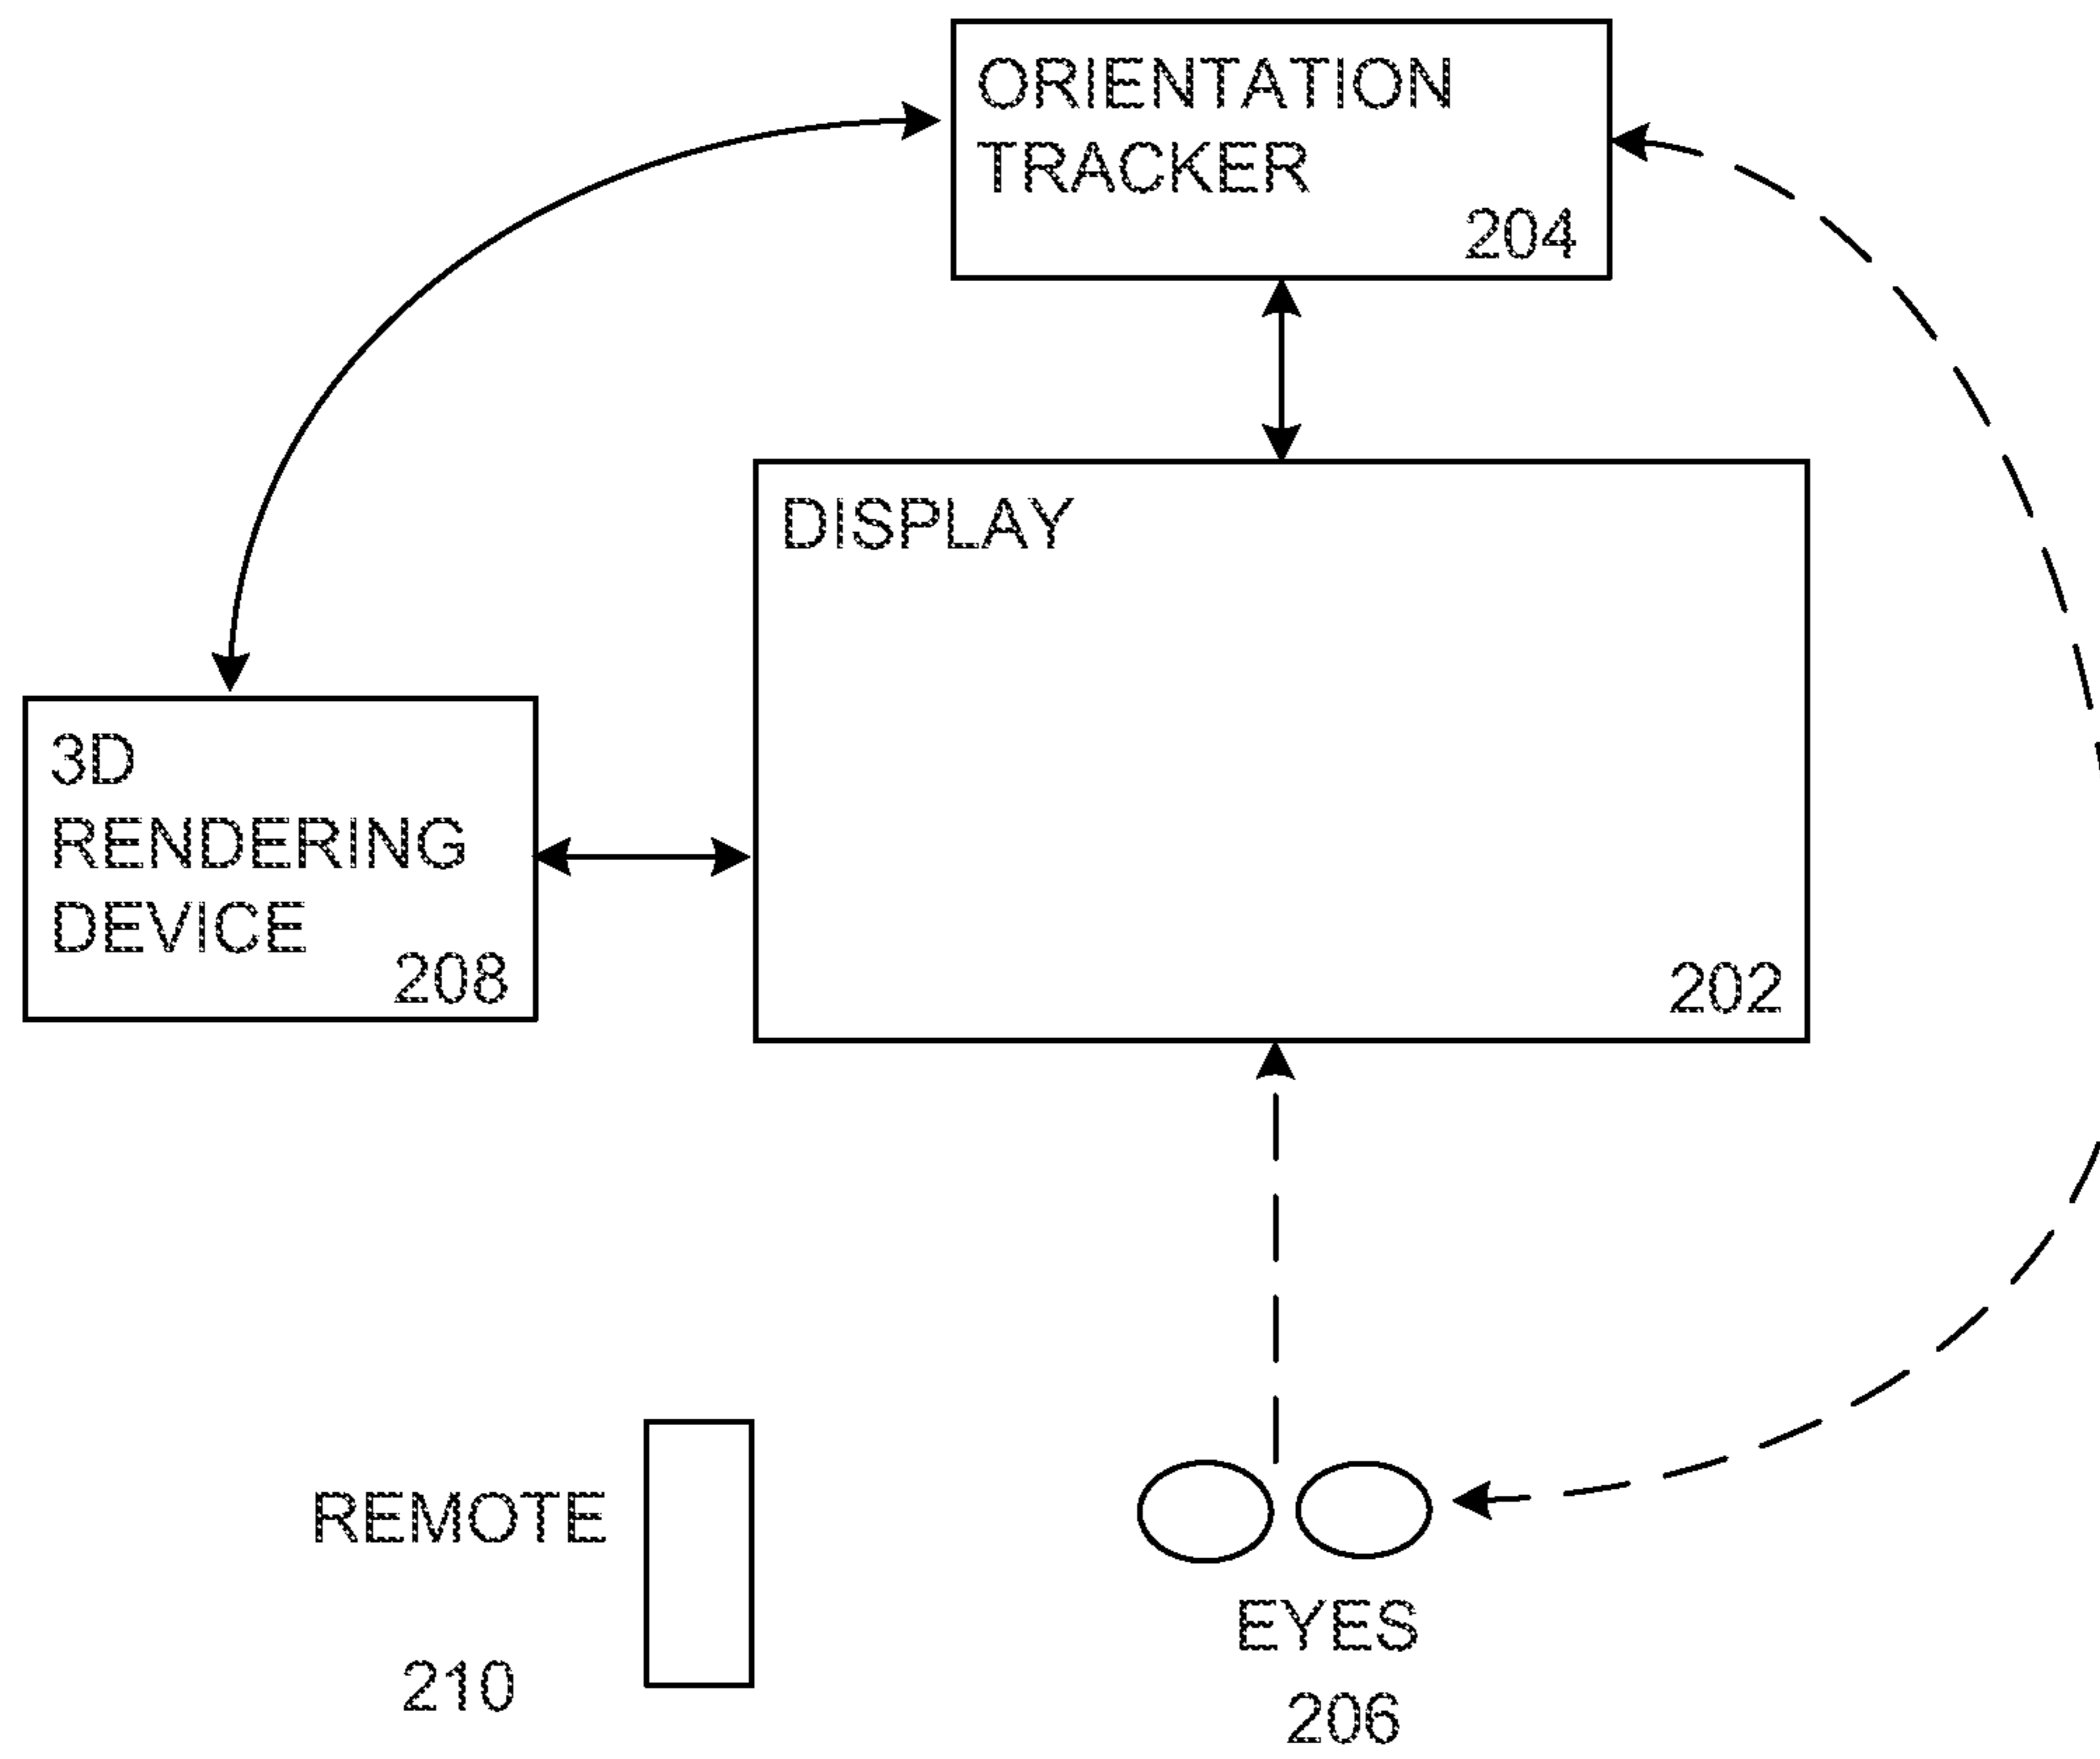 ORIENTATION
TRACKER
204
DISPLAY
202
3D
RENDERING
DEVICE
208
REMOTE
210
EYES
206